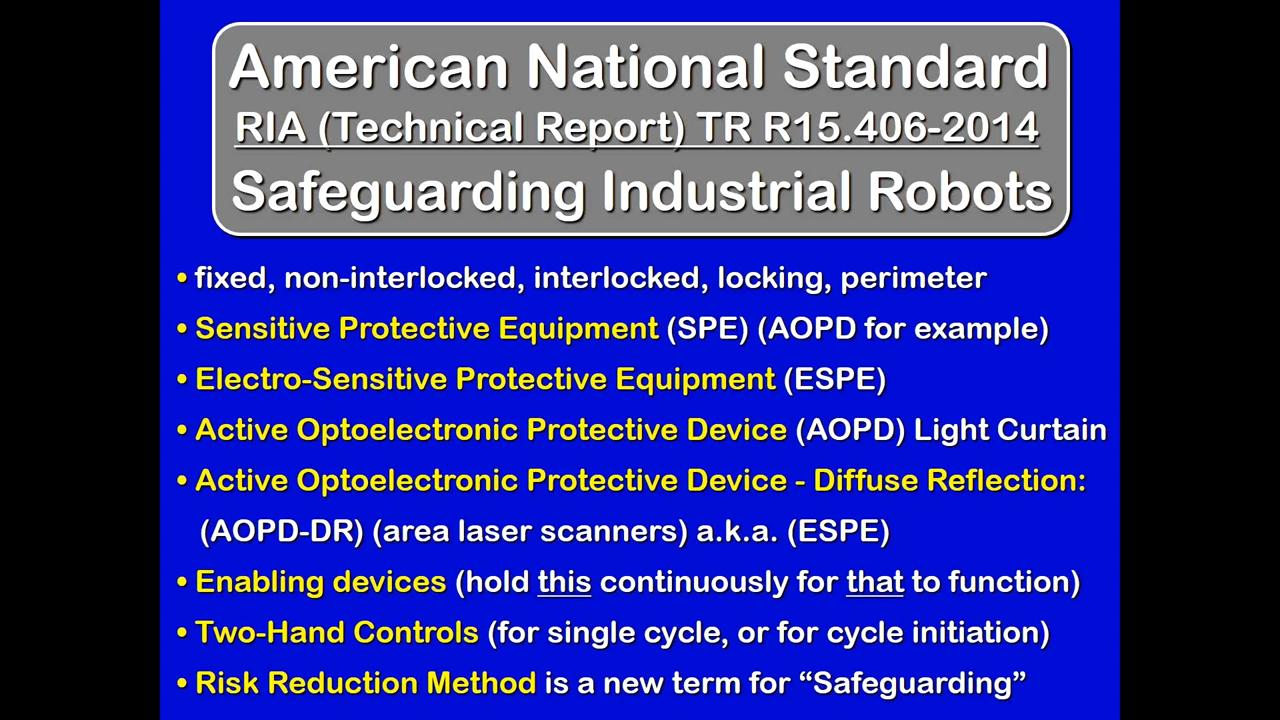 American National Standard
RIA (Technical Report) TR R15.406-2014
Safeguarding Industrial Robots
• fixed, non-interlocked, interlocked, locking, perimeter
• Sensitive Protective Equipment (SPE) (AOPD for example)
• Electro-Sensitive Protective Equipment (ESPE)
• Active Optoelectronic Protective Device (AOPD) Light Curtain
• Active Optoelectronic Protective Device - Diffuse Reflection:
(AOPD-DR) (area laser scanners) a.k.a. (ESPE)
• Enabling devices (hold this continuously for that to function)
• Two-Hand Controls (for single cycle, or for cycle initiation)
• Risk Reduction Method is a new term for “Safeguarding”